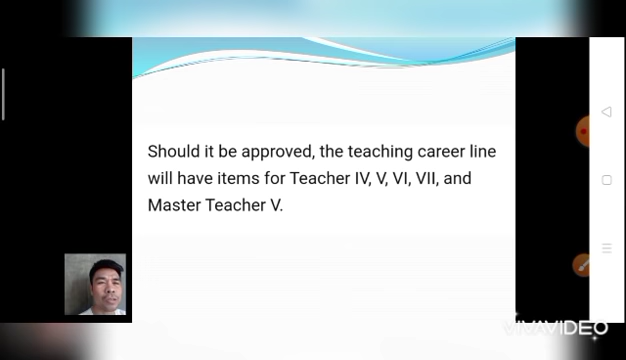 Should it be approved, the teaching career line
will have items for Teacher IV, V, VI, VII, and
Master Teacher V.
VIVAVIDEO